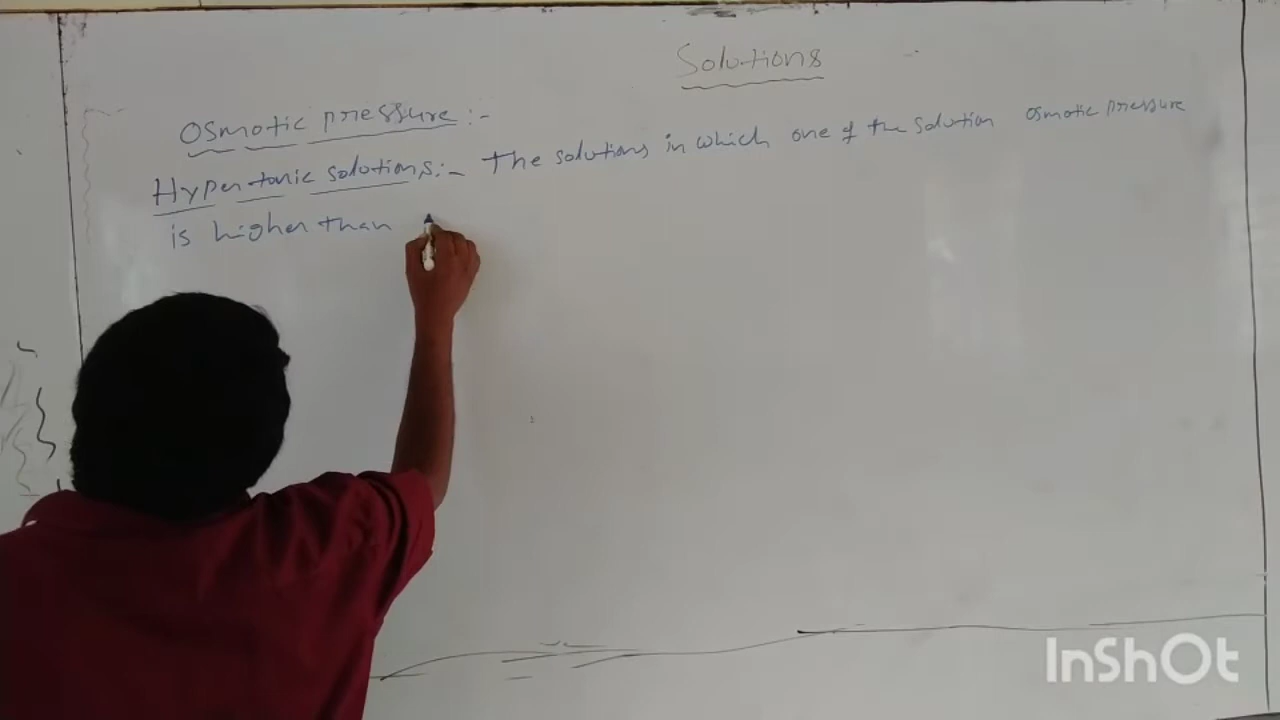 Solutions
Osmotic pressure :-
Hypertonic solutions:- The solutions in which one of the solution osmotic pressure
is higher than
InShOt